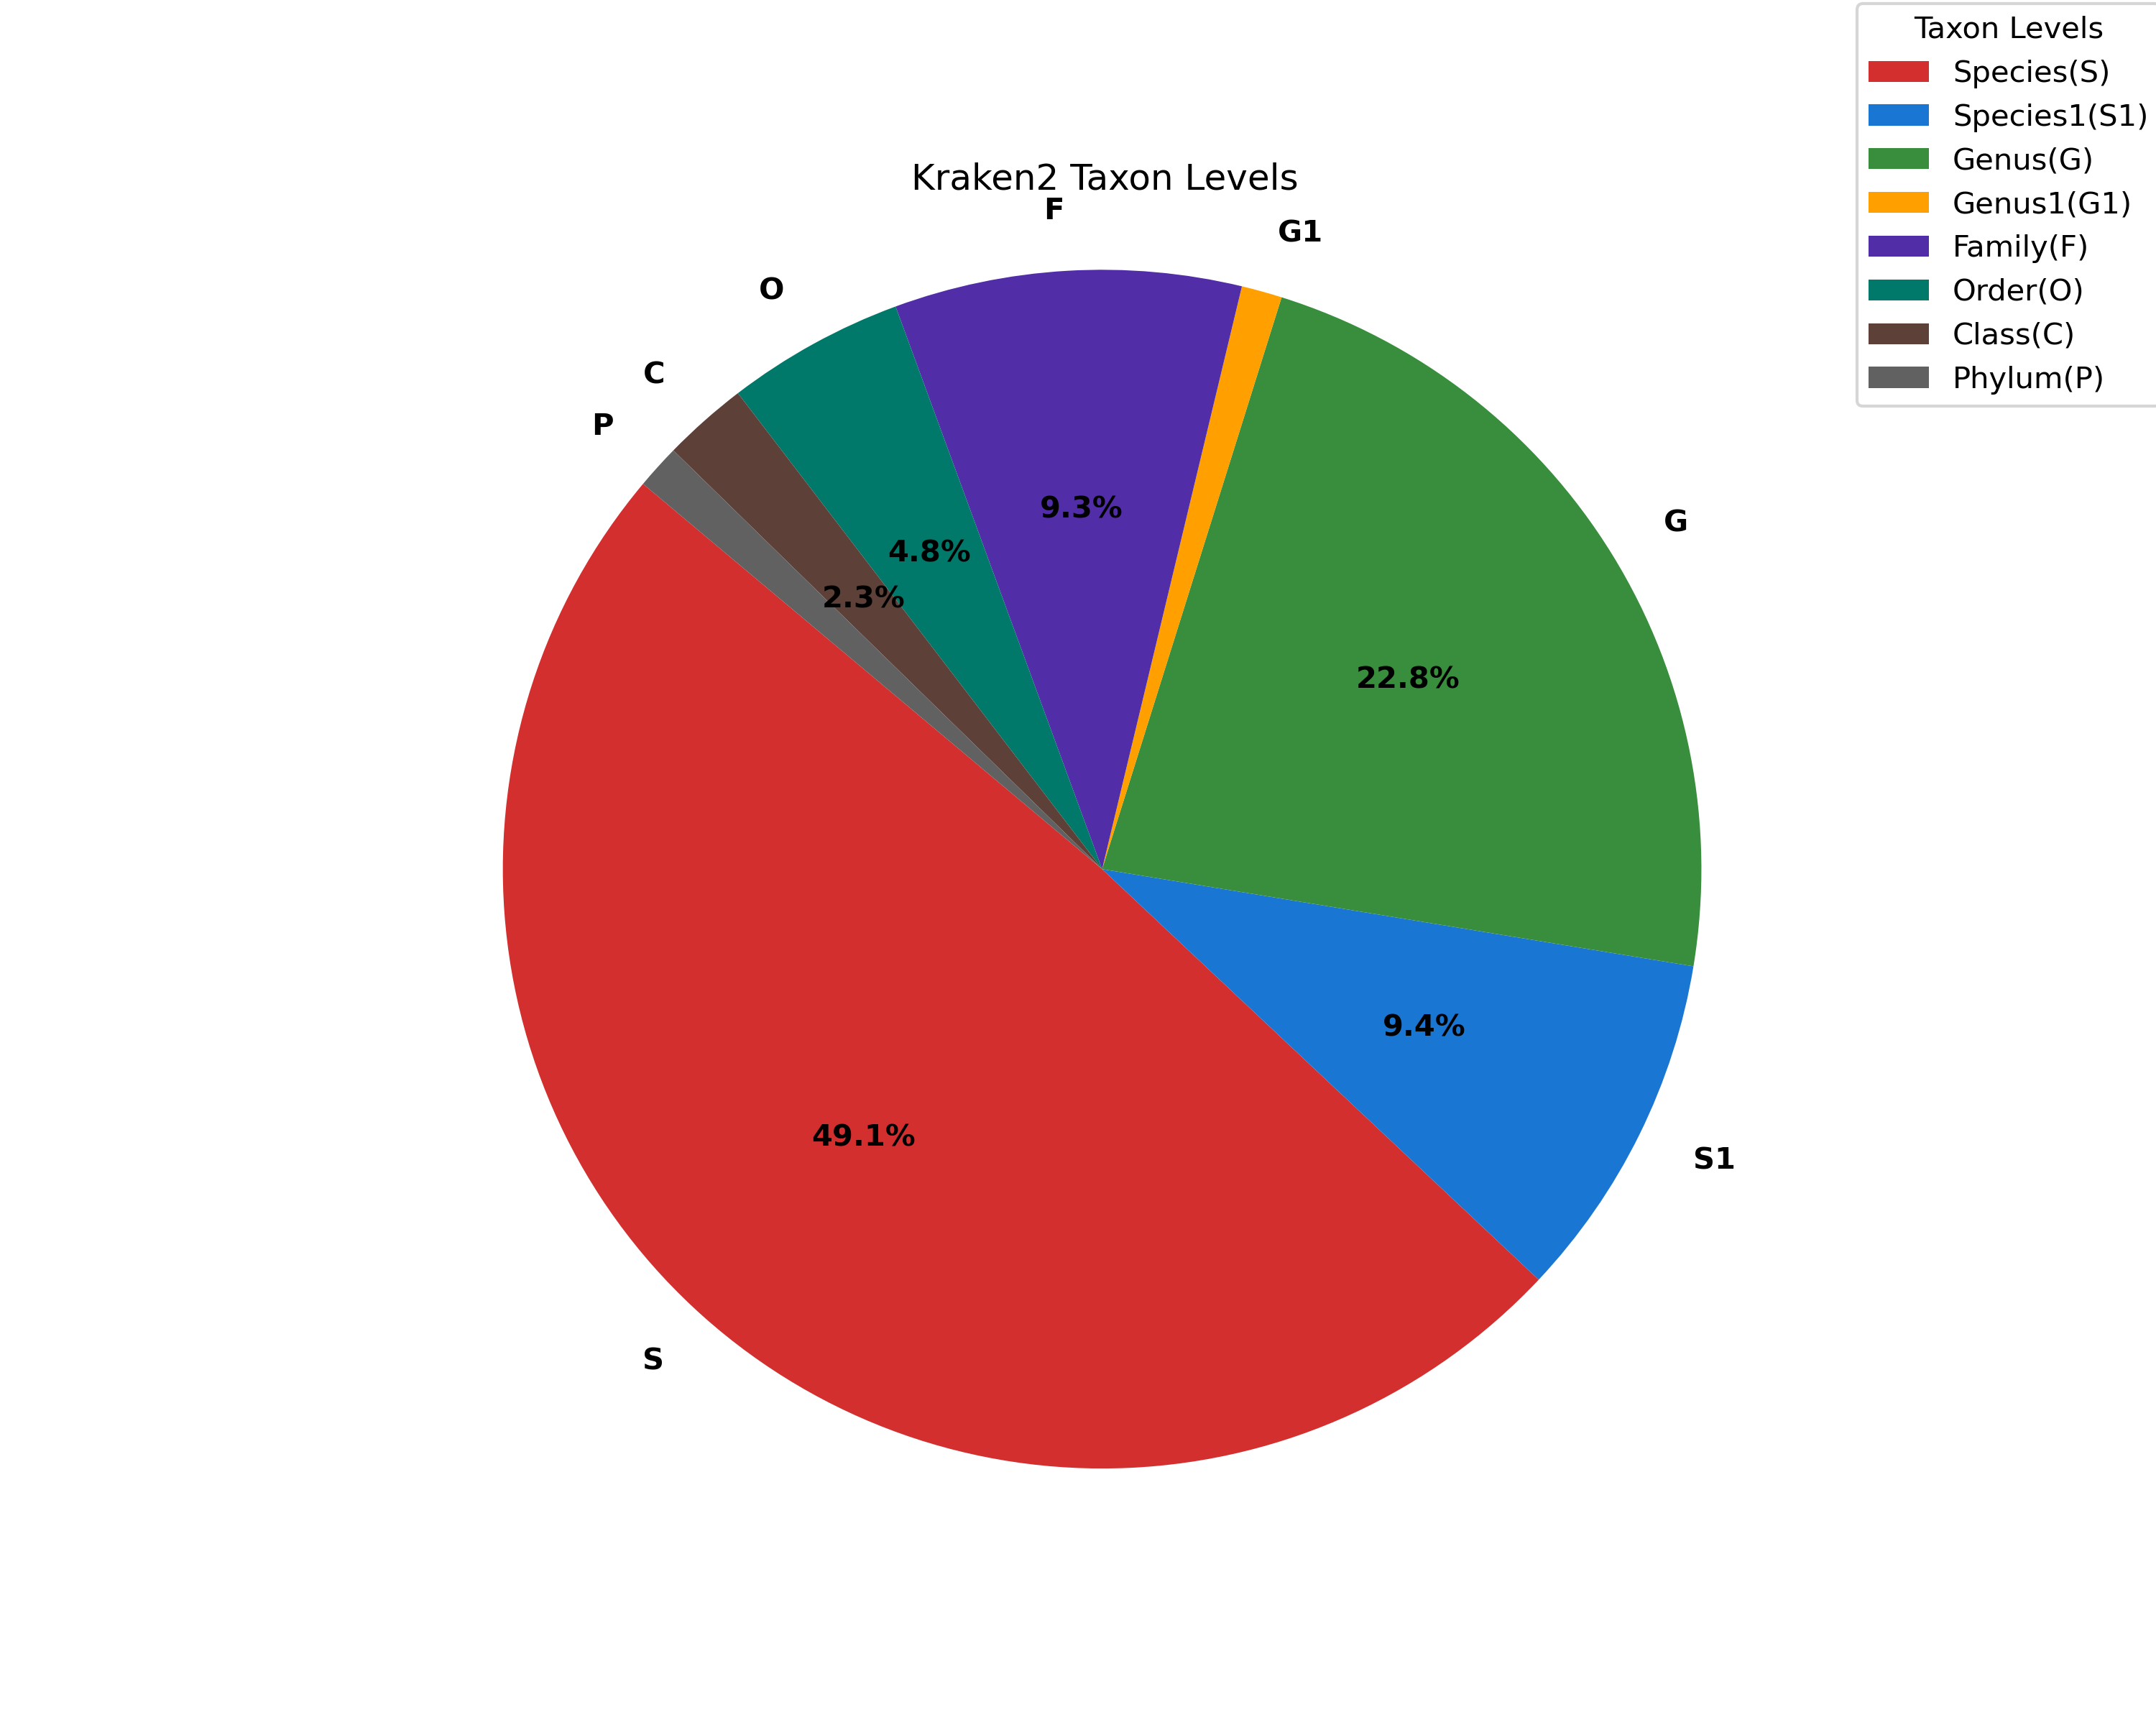 Taxon Levels
Species(S)
Species1(S1)
Genus(G)
Genus1(G1)
Family(F)
Order(O)
Class(C)
Phylum(P)
Kraken2 Taxon Levels
F
G1
O
C
P
G
9.3%
4.8%
2.3%
22.8%
9.4%
49.1%
S1
S